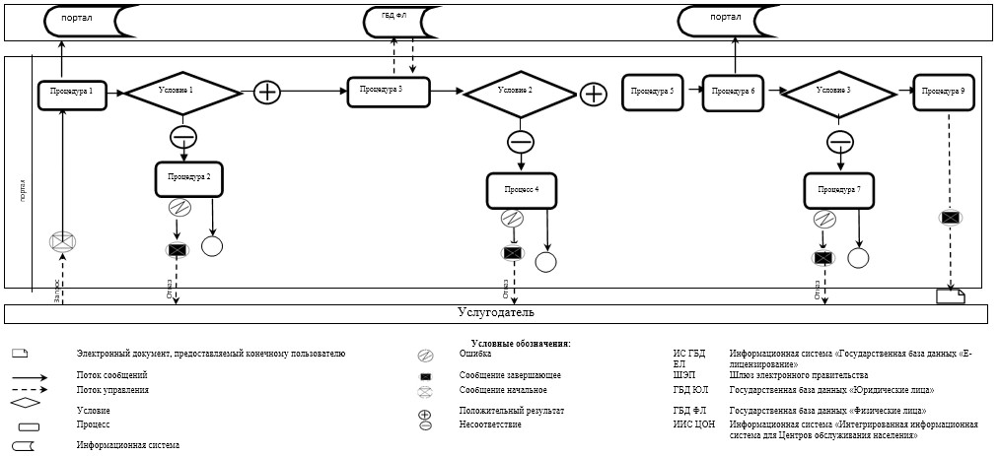 портал
ГБД ФЛ
портал
Процедура 1
Условие 1
Процедура 3
Условие 2
Процедура 5
Процедура 6
Условие 3
Процедура 9
портал
Процедура 2
Процесс 4
Процедура 7
Запрос
Отказ
Отказ
Отказ
Услугодатель
Условные обозначения:
Электронный документ, предоставляемый конечному пользователю
Поток сообщений
Поток управления
Условие
Процесс
Информационная система
Ошибка
Сообщение завершающее
Сообщение начальное
Положительный результат
Несоответствие
ИС ГБД ЕЛ
Информационная система «Государственная база данных «Е-
лицензирование»
ШЭП
Шлюз электронного правительства
ГБД ЮЛ
Государственная база данных «Юридические лица»
ГБД ФЛ
Государственная база данных «Физические лица»
ИИС ЦОН
Информационная система «Интегрированная информационная
система для Центров обслуживания населения»